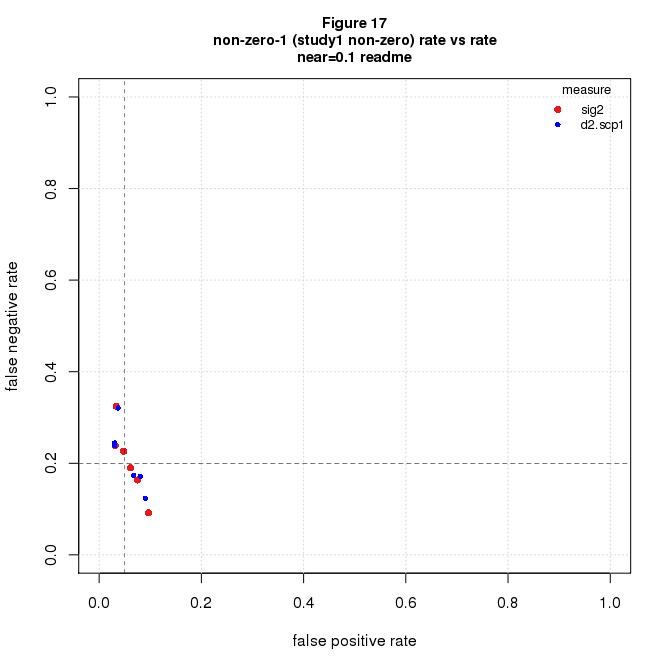 Figure 17
non-zero-1 (study1 non-zero) rate vs rate
near=0.1 readme
measure
sig2
d2.scp1
false negative rate
1.0
0.8
0.6
0.4
0.2
0.0
0.0 0.2 0.4 0.6 0.8 1.0
false positive rate